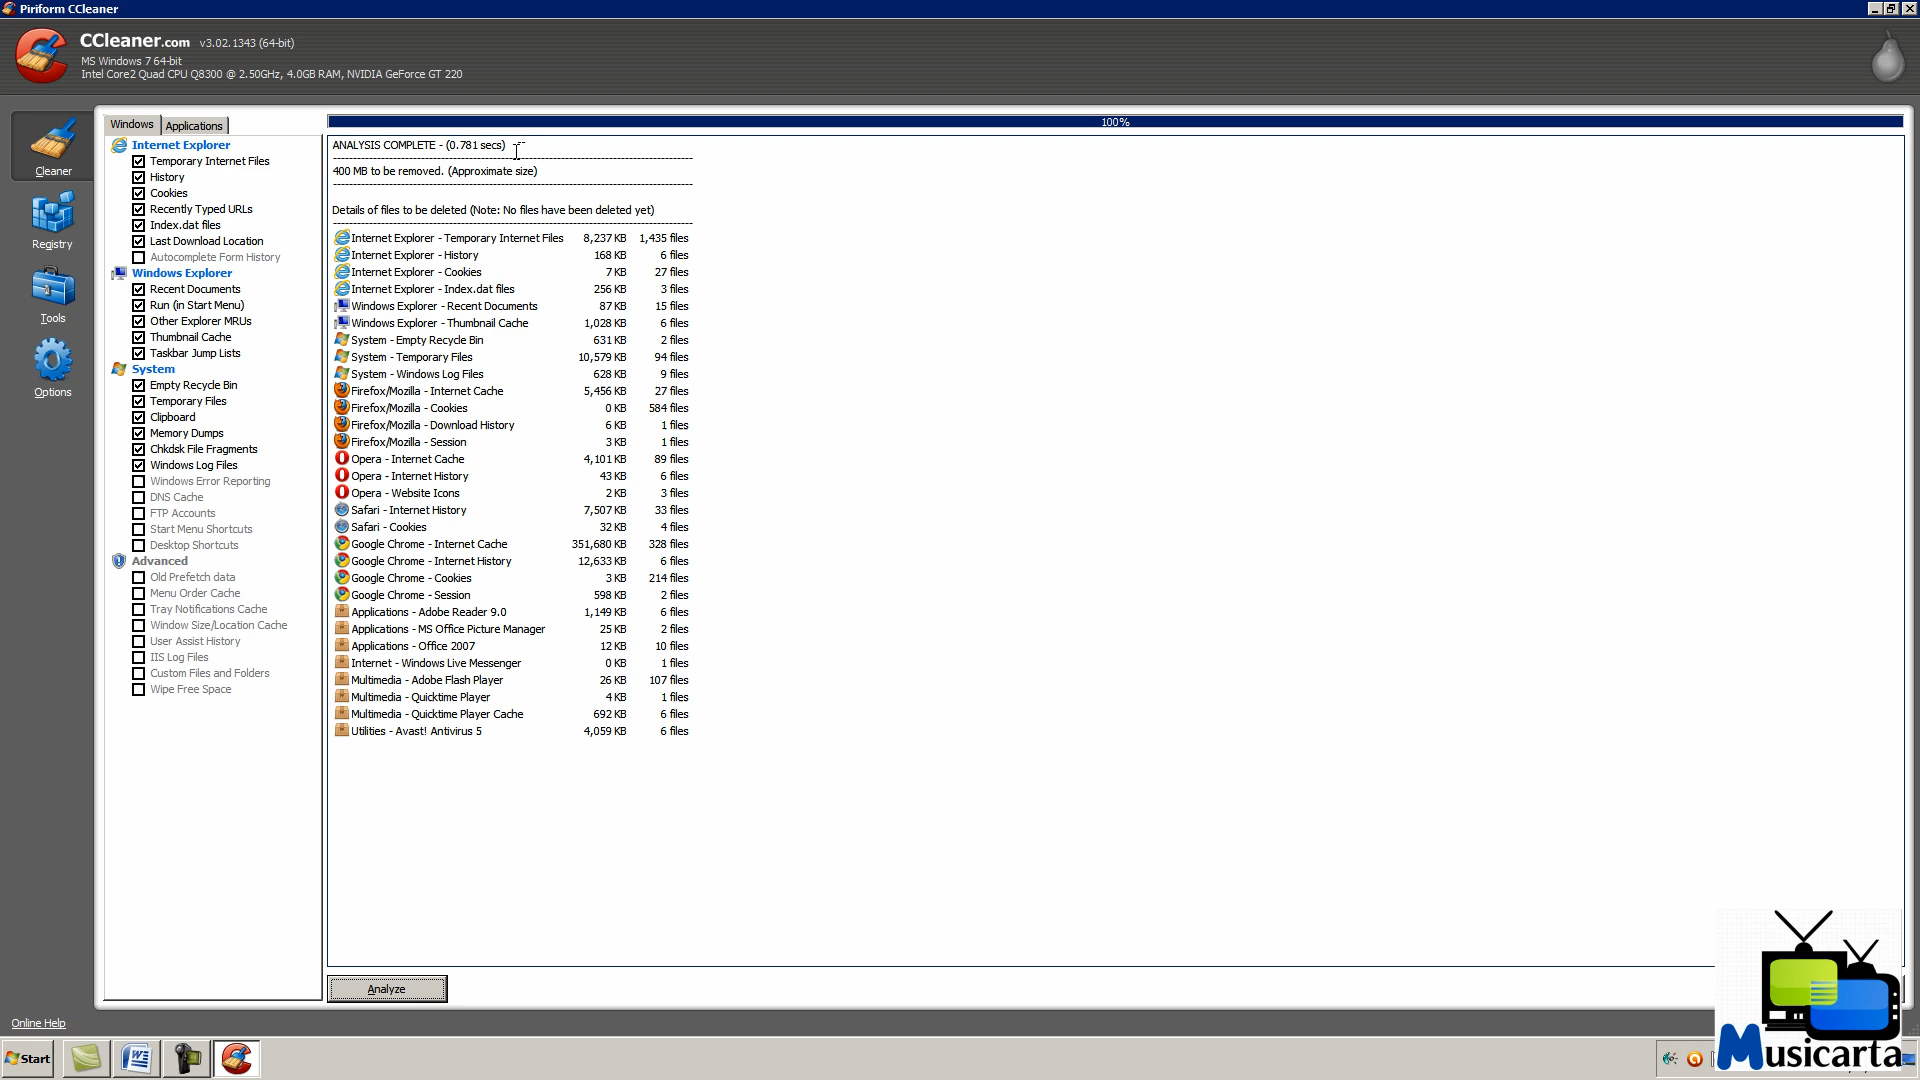 Piriform CCleaner
CCleaner.com v3.02.1343 (64-bit)
MS Windows 7 64-bit
Intel Core2 Quad CPU Q8300 @ 2.50GHz, 4.0GB RAM, NVIDIA GeForce GT 220
Cleaner
Registry
Tools
Options
Windows Applications
Internet Explorer
Temporary Internet Files
History
Cookies
Recently Typed URLs
Index.dat files
Last Download Location
Autocomplete Form History
Windows Explorer
Recent Documents
Run (in Start Menu)
Other Explorer MRUs
Thumbnail Cache
Taskbar Jump Lists
System
Empty Recycle Bin
Temporary Files
Clipboard
Memory Dumps
Chkdsk File Fragments
Windows Log Files
Windows Error Reporting
DNS Cache
FTP Accounts
Start Menu Shortcuts
Desktop Shortcuts
Advanced
Old Prefetch data
Menu Order Cache
Tray Notifications Cache
Window Size/Location Cache
User Assist History
IIS Log Files
Custom Files and Folders
Wipe Free Space
100%
ANALYSIS COMPLETE - (0.781 secs)
400 MB to be removed. (Approximate size)
Details of files to be deleted (Note: No files have been deleted yet)
Internet Explorer - Temporary Internet Files 8,237 KB 1,435 files
Internet Explorer - History 168 KB 6 files
Internet Explorer - Cookies 7 KB 27 files
Internet Explorer - Index.dat files 256 KB 3 files
Windows Explorer - Recent Documents 87 KB 15 files
Windows Explorer - Thumbnail Cache 1,028 KB 6 files
System - Empty Recycle Bin 631 KB 2 files
System - Temporary Files 10,579 KB 94 files
System - Windows Log Files 628 KB 9 files
Firefox/Mozilla - Internet Cache 5,456 KB 27 files
Firefox/Mozilla - Cookies 0 KB 584 files
Firefox/Mozilla - Download History 6 KB 1 files
Firefox/Mozilla - Session 3 KB 1 files
Opera - Internet Cache 4,101 KB 89 files
Opera - Internet History 43 KB 6 files
Opera - Website Icons 2 KB 3 files
Safari - Internet History 7,507 KB 33 files
Safari - Cookies 32 KB 4 files
Google Chrome - Internet Cache 351,680 KB 328 files
Google Chrome - Internet History 12,633 KB 6 files
Google Chrome - Cookies 3 KB 214 files
Google Chrome - Session 598 KB 2 files
Applications - Adobe Reader 9.0 1,149 KB 6 files
Applications - MS Office Picture Manager 25 KB 2 files
Applications - Office 2007 12 KB 10 files
Internet - Windows Live Messenger 0 KB 1 files
Multimedia - Adobe Flash Player 26 KB 107 files
Multimedia - Quicktime Player 4 KB 1 files
Multimedia - Quicktime Player Cache 692 KB 6 files
Utilities - Avast! Antivirus 5 4,059 KB 6 files
Analyze
Online Help
Start
Musicarta